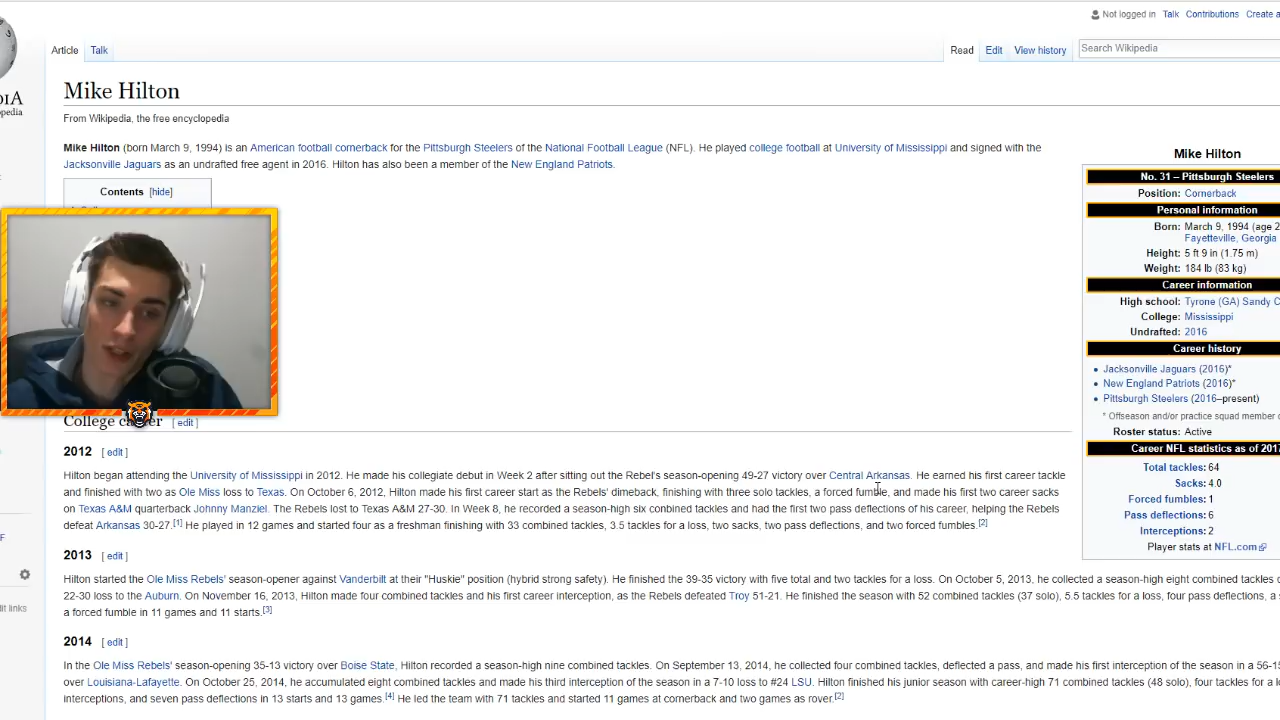 Not logged in Talk Contributions Create a
Article Talk Read Edit View history Search Wikipedia
Mike Hilton
From Wikipedia, the free encyclopedia
Mike Hilton (born March 9, 1994) is an American football cornerback for the Pittsburgh Steelers of the National Football League (NFL). He played college football at University of Mississippi and signed with the
Jacksonville Jaguars as an undrafted free agent in 2016. Hilton has also been a member of the New England Patriots.
Contents [hide]
Mike Hilton
No. 31 – Pittsburgh Steelers
Position: Cornerback
Personal information
Born: March 9, 1994 (age 2
Fayetteville, Georgia
Height: 5 ft 9 in (1.75 m)
Weight: 184 lb (83 kg)
Career information
High school: Tyrone (GA) Sandy C
College: Mississippi
Undrafted: 2016
Career history
Jacksonville Jaguars (2016)*
New England Patriots (2016)*
Pittsburgh Steelers (2016–present)
* Offseason and/or practice squad member o
Roster status: Active
Career NFL statistics as of 2017
Total tackles: 64
Sacks: 4.0
Forced fumbles: 1
Pass deflections: 6
Interceptions: 2
Player stats at NFL.com
College career [ edit ]
2012 [ edit ]
Hilton began attending the University of Mississippi in 2012. He made his collegiate debut in Week 2 after sitting out the Rebel's season-opening 49-27 victory over Central Arkansas. He earned his first career tackle
and finished with two as Ole Miss loss to Texas. On October 6, 2012, Hilton made his first career start as the Rebels' dimeback, finishing with three solo tackles, a forced fumble, and made his first two career sacks
on Texas A&M quarterback Johnny Manziel. The Rebels lost to Texas A&M 27-30. In Week 8, he recorded a season-high six combined tackles and had the first two pass deflections of his career, helping the Rebels
defeat Arkansas 30-27.[1] He played in 12 games and started four as a freshman finishing with 33 combined tackles, 3.5 tackles for a loss, two sacks, two pass deflections, and two forced fumbles.[2]
2013 [ edit ]
Hilton started the Ole Miss Rebels' season-opener against Vanderbilt at their "Huskie" position (hybrid strong safety). He finished the 39-35 victory with five total and two tackles for a loss. On October 5, 2013, he collected a season-high eight combined tackles
22-30 loss to the Auburn. On November 16, 2013, Hilton made four combined tackles and his first career interception, as the Rebels defeated Troy 51-21. He finished the season with 52 combined tackles (37 solo), 5.5 tackles for a loss, four pass deflections, a
a forced fumble in 11 games and 11 starts.[3]
2014 [ edit ]
In the Ole Miss Rebels' season-opening 35-13 victory over Boise State, Hilton recorded a season-high nine combined tackles. On September 13, 2014, he collected four combined tackles, deflected a pass, and made his first interception of the season in a 56-15
over Louisiana-Lafayette. On October 25, 2014, he accumulated eight combined tackles and made his third interception of the season in a 7-10 loss to #24 LSU. Hilton finished his junior season with career-high 71 combined tackles (48 solo), four tackles for a
interceptions, and seven pass deflections in 13 starts and 13 games.[4] He led the team with 71 tackles and started 11 games at cornerback and two games as rover.[2]